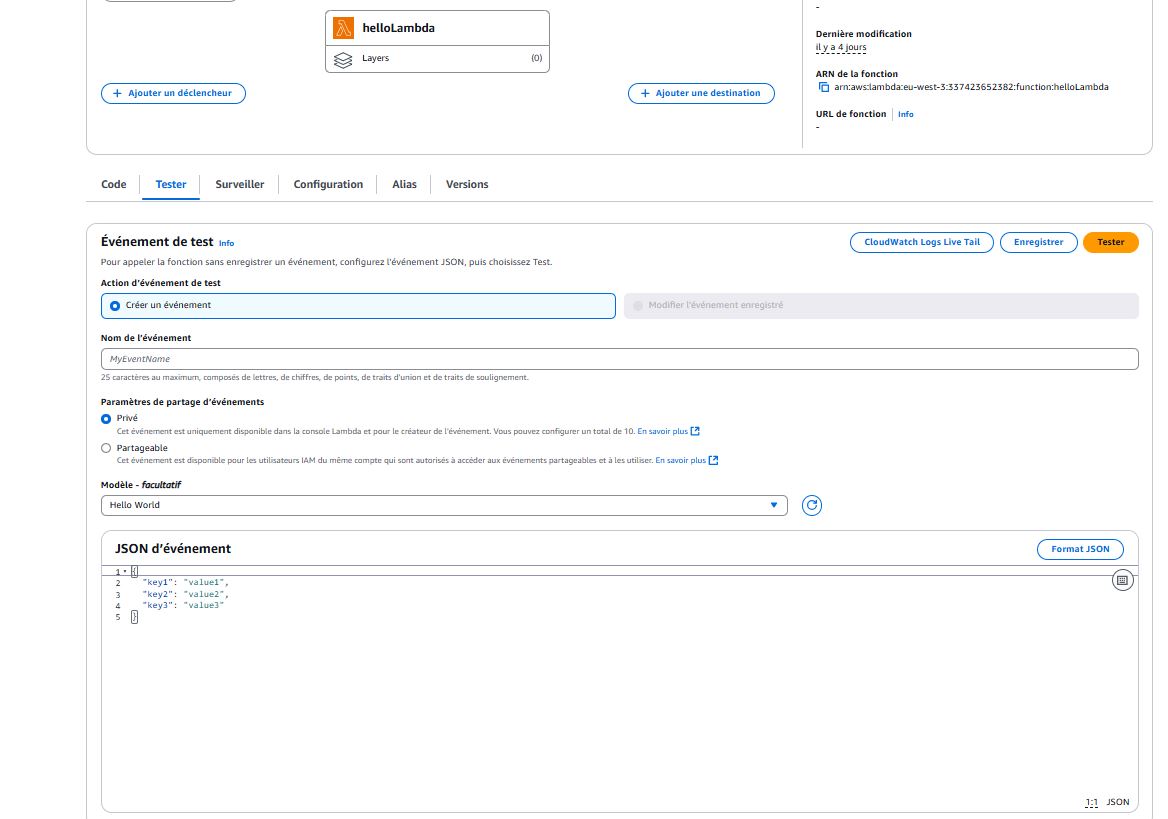 -
helloLambda
Layers (0)
Ajouter un déclencheur
Ajouter une destination
Dernière modification
il y a 4 jours
ARN de la fonction
arn:aws:lambda:eu-west-3:337423652382:function:helloLambda
URL de fonction Info
-
Code Tester Surveiller Configuration Alias Versions
Événement de test Info
CloudWatch Logs Live Tail Enregistrer Tester
Pour appeler la fonction sans enregistrer un événement, configurez l'événement JSON, puis choisissez Test.
Action d'événement de test
Créer un événement Modifier l'événement enregistré
Nom de l'événement
MyEventName
25 caractères au maximum, composés de lettres, de chiffres, de points, de traits d'union et de traits de soulignement.
Paramètres de partage d'événements
Privé
Cet événement est uniquement disponible dans la console Lambda et pour le créateur de l'événement. Vous pouvez configurer un total de 10. En savoir plus
Partageable
Cet événement est disponible pour les utilisateurs IAM du même compte qui sont autorisés à accéder aux événements partageables et à les utiliser. En savoir plus
Modèle - facultatif
Hello World
JSON d'événement Format JSON
1 {
2 "key1": "value1",
3 "key2": "value2",
4 "key3": "value3"
5 }
1:1 JSON